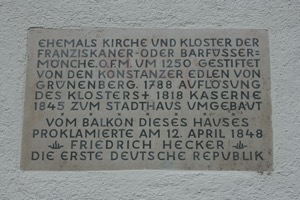 EHEMALS KIRCHE UND KLOSTER DER
FRANZISKANER-ODER BARFÜSSER=
MÖNCHE. O.F.M. UM 1250 GESTIFTET
VON DEN KONSTANZER EDLEN VON
GRÜNENBERG. 1788 AUFLÖSUNG
DES KLOSTERS + 1818 KASERNE
1845 ZUM STADTHAUS UMGEBAUT
VOM BALKON DIESES HAUSES
PROKLAMIERTE AM 12. APRIL 1848
FRIEDRICH HECKER
DIE ERSTE DEUTSCHE REPUBLIK